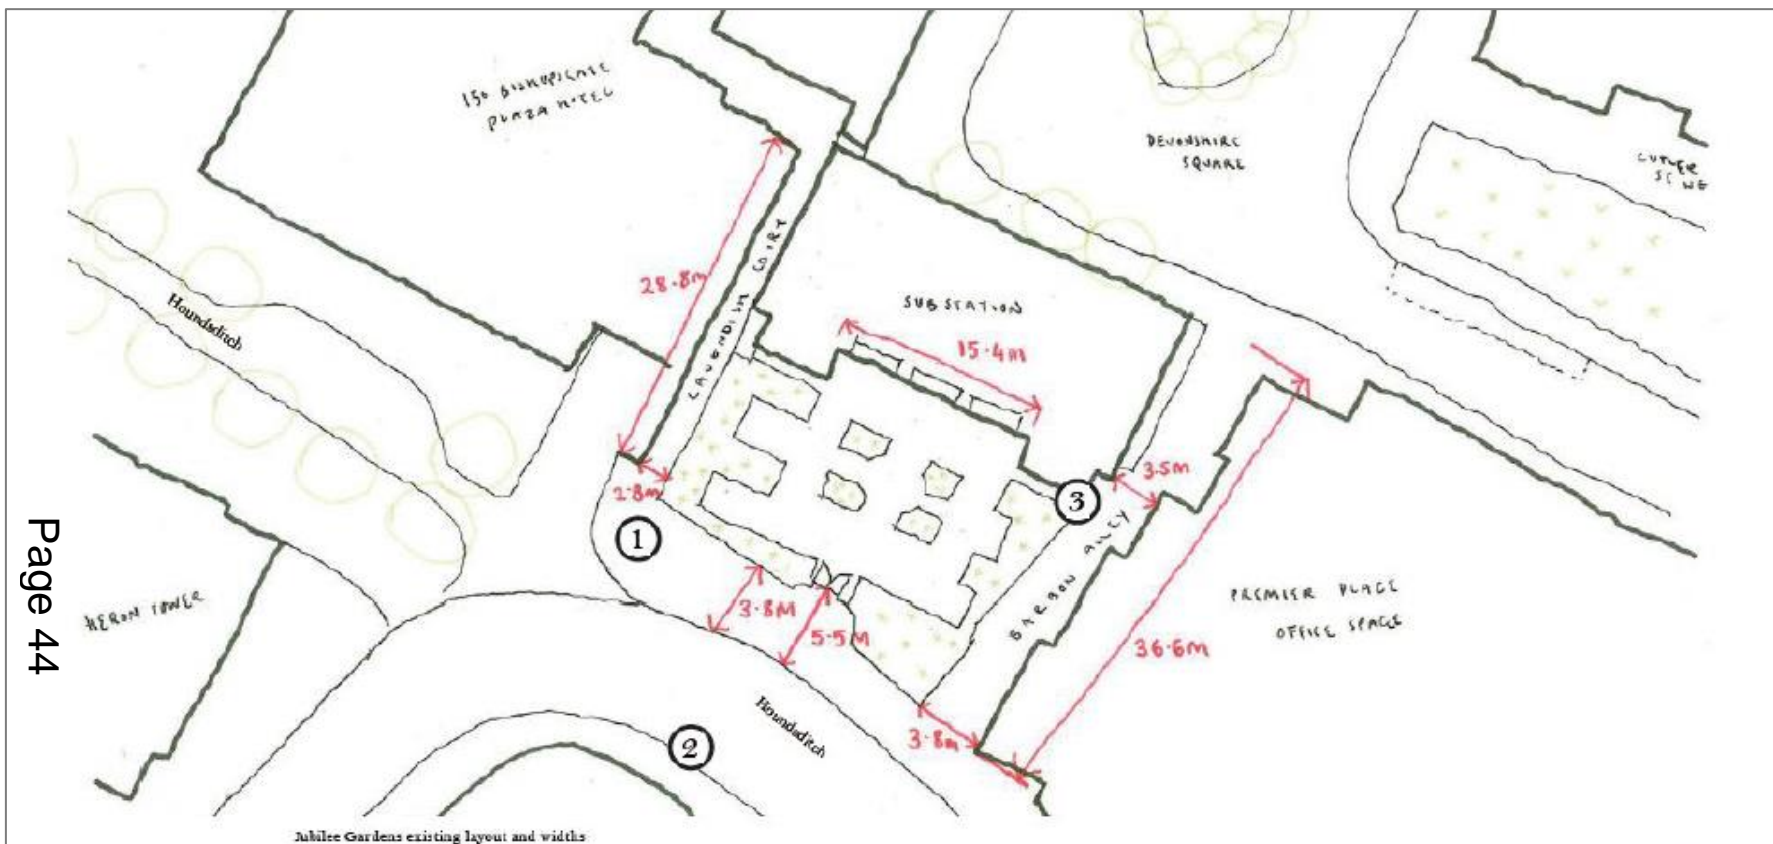 150 BISHOPSGATE
PLAZA HOTEL
DEVONSHIRE
SQUARE
CUTLER
28.8m
CAVENDISH COURT
SUBSTATION
15.4m
Houndsditch
2.8m
3.5m
1
3
BARBON ALLEY
3.8M
5.5M
HERON TOWER
PREMIER PLACE
OFFICE SPACE
36.6m
Houndsditch
2
3.8m
Page 44
Jubilee Gardens existing layout and widths